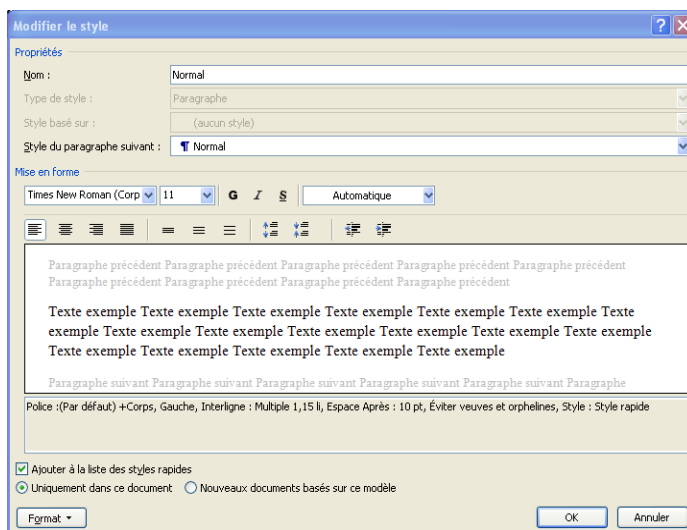 Modifier le style
Propriétés
Nom :
Normal
Type de style :
Paragraphe
Style basé sur :
(aucun style)
Style du paragraphe suivant :
¶ Normal
Mise en forme
Times New Roman (Corp 11 G I S Automatique
Paragraphe précédent Paragraphe précédent Paragraphe précédent Paragraphe précédent Paragraphe précédent
Paragraphe précédent Paragraphe précédent Paragraphe précédent Paragraphe précédent
Texte exemple Texte exemple Texte exemple Texte exemple Texte exemple Texte exemple Texte
exemple Texte exemple Texte exemple Texte exemple Texte exemple Texte exemple Texte exemple
Texte exemple Texte exemple Texte exemple Texte exemple Texte exemple
Paragraphe suivant Paragraphe suivant Paragraphe suivant Paragraphe suivant Paragraphe suivant Paragraphe
Police :(Par défaut) +Corps, Gauche, Interligne : Multiple 1,15 li, Espace Après : 10 pt, Éviter veuves et orphelines, Style : Style rapide
Ajouter à la liste des styles rapides
Uniquement dans ce document Nouveaux documents basés sur ce modèle
Format OK Annuler